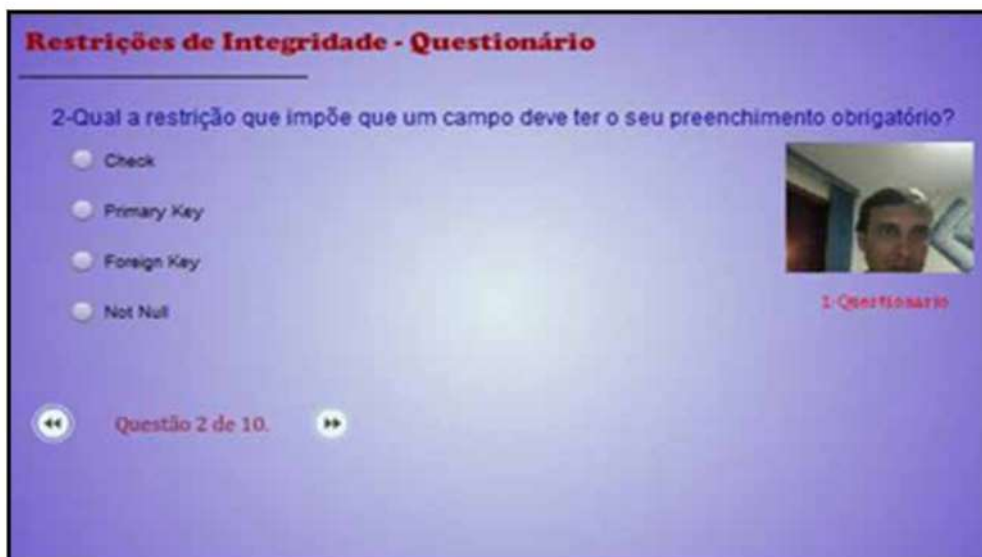 Restrições de Integridade - Questionário
2-Qual a restrição que impõe que um campo deve ter o seu preenchimento obrigatório?
Check
Primary Key
Foreign Key
Not Null
1-Questionario
Questão 2 de 10.